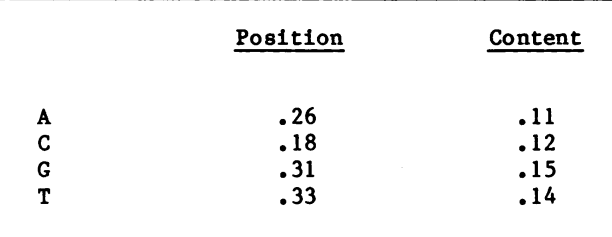 Position Content
A .26 .11
C .18 .12
G .31 .15
T .33 .14